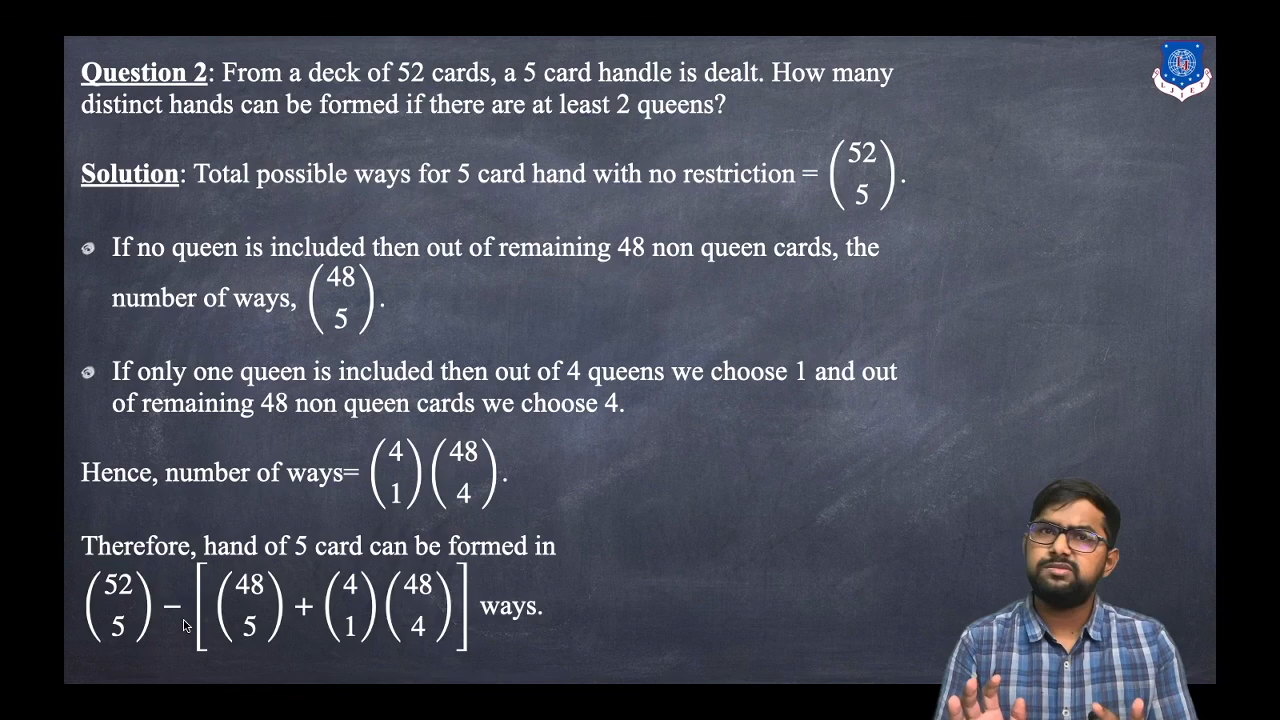 Question 2: From a deck of 52 cards, a 5 card handle is dealt. How many
distinct hands can be formed if there are at least 2 queens?
Solution: Total possible ways for 5 card hand with no restriction = (52
5).
If no queen is included then out of remaining 48 non queen cards, the
number of ways, (48
5).
If only one queen is included then out of 4 queens we choose 1 and out
of remaining 48 non queen cards we choose 4.
Hence, number of ways= (4
1)(48
4).
Therefore, hand of 5 card can be formed in
(52
5) − [(48
5) + (4
1)(48
4)] ways.
LJIET